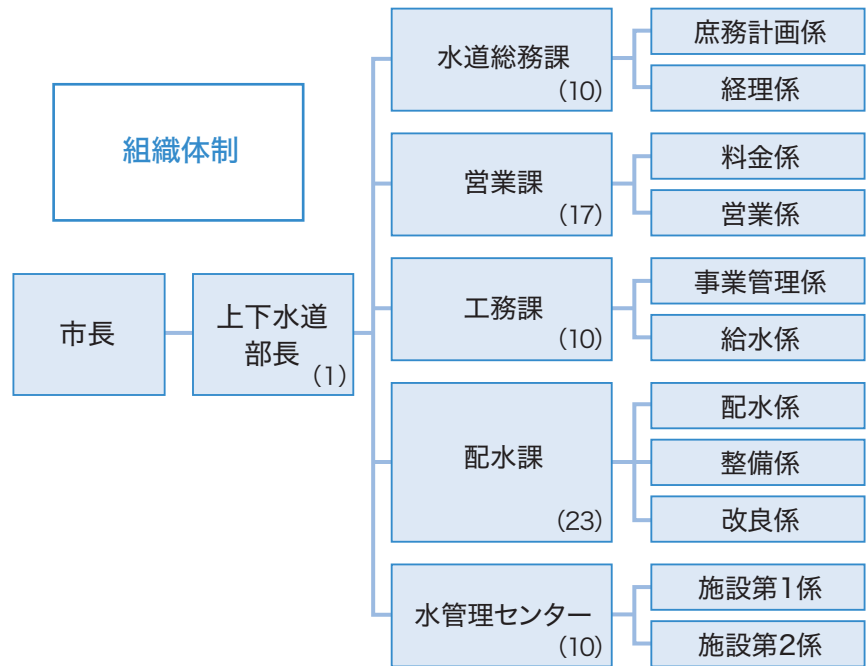 組織体制
市長
上下水道
部長
(1)
水道総務課
(10)
庶務計画係
経理係
営業課
(17)
料金係
営業係
工務課
(10)
事業管理係
給水係
配水課
(23)
配水係
整備係
改良係
水管理センター
(10)
施設第1係
施設第2係